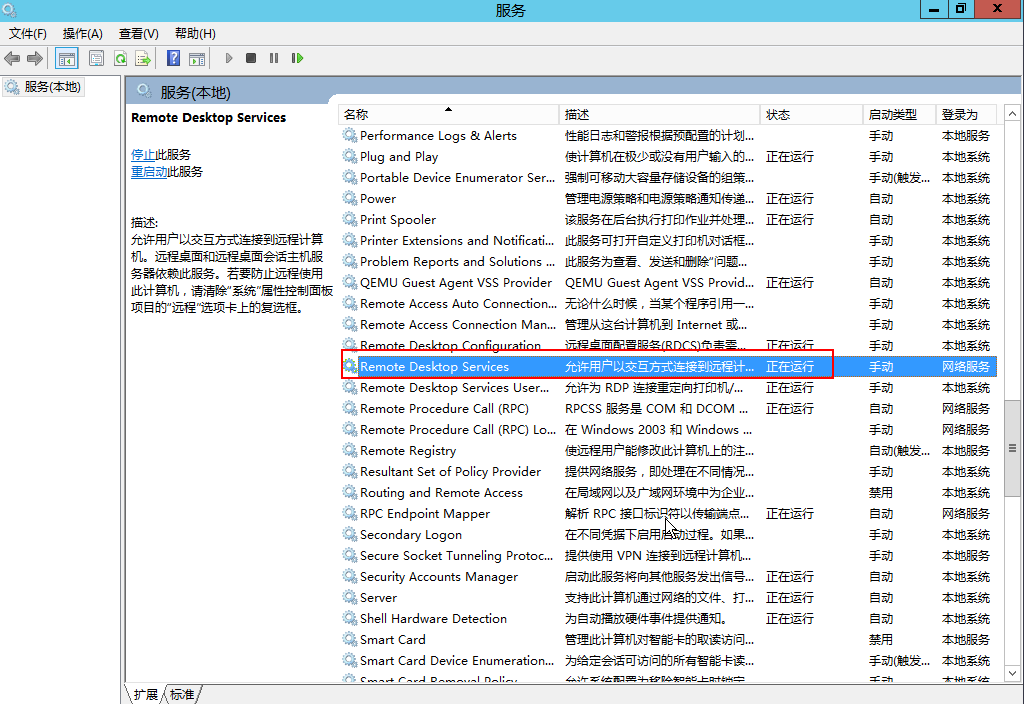 服务
文件(F) 操作(A) 查看(V) 帮助(H)
服务(本地)
服务(本地)
Remote Desktop Services
停止此服务
重启动此服务
描述:
允许用户以交互方式连接到远程计算
机。远程桌面和远程桌面会话主机服
务器依赖此服务。若要防止远程使用
此计算机，请清除“系统”属性控制面板
项目的“远程”选项卡上的复选框。
名称 描述 状态 启动类型 登录为
Performance Logs & Alerts 性能日志和警报根据预配置的计划... 手动 本地服务
Plug and Play 使计算机在极少或没有用户输入的... 正在运行 手动 本地系统
Portable Device Enumerator Ser... 强制可移动大容量存储设备的组策... 手动(触发... 本地系统
Power 管理电源策略和电源策略通知传递... 正在运行 自动 本地系统
Print Spooler 该服务在后台执行打印作业并处理... 正在运行 自动 本地系统
Printer Extensions and Notificati... 此服务可打开自定义打印机对话框... 手动 本地系统
Problem Reports and Solutions ... 此服务为查看、发送和删除“问题... 手动 本地系统
QEMU Guest Agent VSS Provider QEMU Guest Agent VSS Provid... 正在运行 自动 本地系统
Remote Access Auto Connection... 无论什么时候，当某个程序引用一... 手动 本地系统
Remote Access Connection Man... 管理从这台计算机到 Internet 或... 手动 本地系统
Remote Desktop Configuration 远程桌面配置服务(RDCS)负责需... 正在运行 手动 本地系统
Remote Desktop Services 允许用户以交互方式连接到远程计... 正在运行 手动 网络服务
Remote Desktop Services User... 允许为 RDP 连接重定向打印机/... 正在运行 手动 本地系统
Remote Procedure Call (RPC) RPCSS 服务是 COM 和 DCOM ... 正在运行 自动 网络服务
Remote Procedure Call (RPC) Lo... 在 Windows 2003 和 Windows ... 手动 网络服务
Remote Registry 使远程用户能修改此计算机上的注... 自动(触发... 本地服务
Resultant Set of Policy Provider 提供网络服务，即处理在不同情况... 手动 本地系统
Routing and Remote Access 在局域网以及广域网环境中为企业... 禁用 本地系统
RPC Endpoint Mapper 解析 RPC 接口标识符以传输端点... 正在运行 自动 网络服务
Secondary Logon 在不同凭据下启用启动过程。如果... 手动 本地系统
Secure Socket Tunneling Protoc... 提供使用 VPN 连接到远程计算机... 手动 本地服务
Security Accounts Manager 启动此服务将向其他服务发出信号... 正在运行 自动 本地系统
Server 支持此计算机通过网络的文件、打... 正在运行 自动 本地系统
Shell Hardware Detection 为自动播放硬件事件提供通知。 正在运行 自动 本地系统
Smart Card 管理此计算机对智能卡的取读访问... 禁用 本地服务
Smart Card Device Enumeration... 为给定会话可访问的所有智能卡读... 手动(触发... 本地系统
Smart Card Removal Policy 允许系统配置为移除智能卡时锁定... 手动 本地系统
扩展 标准